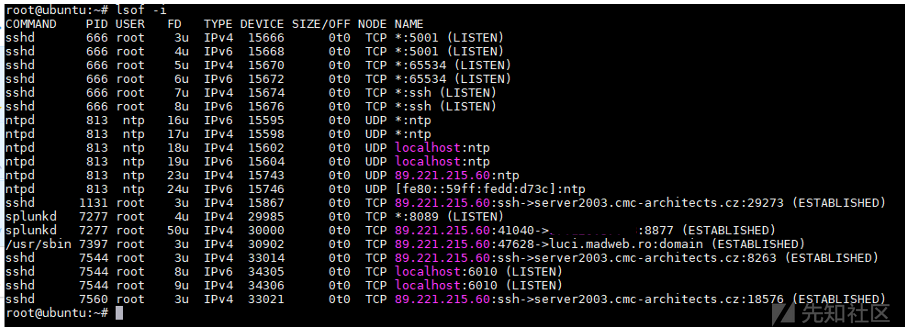 root@ubuntu:~# lsof -i
COMMAND PID USER FD TYPE DEVICE SIZE/OFF NODE NAME
sshd 666 root 3u IPv4 15666 0t0 TCP *:5001 (LISTEN)
sshd 666 root 4u IPv6 15668 0t0 TCP *:5001 (LISTEN)
sshd 666 root 5u IPv4 15670 0t0 TCP *:65534 (LISTEN)
sshd 666 root 6u IPv6 15672 0t0 TCP *:65534 (LISTEN)
sshd 666 root 7u IPv4 15674 0t0 TCP *:ssh (LISTEN)
sshd 666 root 8u IPv6 15676 0t0 TCP *:ssh (LISTEN)
ntpd 813 ntp 16u IPv6 15595 0t0 UDP *:ntp
ntpd 813 ntp 17u IPv4 15598 0t0 UDP *:ntp
ntpd 813 ntp 18u IPv4 15602 0t0 UDP localhost:ntp
ntpd 813 ntp 19u IPv6 15604 0t0 UDP localhost:ntp
ntpd 813 ntp 23u IPv4 15743 0t0 UDP 89.221.215.60:ntp
ntpd 813 ntp 24u IPv6 15746 0t0 UDP [fe80::59ff:fedd:d73c]:ntp
sshd 1131 root 3u IPv4 15867 0t0 TCP 89.221.215.60:ssh->server2003.cmc-architects.cz:29273 (ESTABLISHED)
splunkd 7277 root 4u IPv4 29985 0t0 TCP *:8089 (LISTEN)
splunkd 7277 root 50u IPv4 30000 0t0 TCP 89.221.215.60:41040-> :8877 (ESTABLISHED)
/usr/sbin 7397 root 3u IPv4 30902 0t0 TCP 89.221.215.60:47628->luci.madweb.ro:domain (ESTABLISHED)
sshd 7544 root 3u IPv4 33014 0t0 TCP 89.221.215.60:ssh->server2003.cmc-architects.cz:8263 (ESTABLISHED)
sshd 7544 root 8u IPv6 34305 0t0 TCP localhost:6010 (LISTEN)
sshd 7544 root 9u IPv4 34306 0t0 TCP localhost:6010 (LISTEN)
sshd 7560 root 3u IPv4 33021 0t0 TCP 89.221.215.60:ssh->server2003.cmc-architects.cz:18576 (ESTABLISHED)
root@ubuntu:~#
先知社区